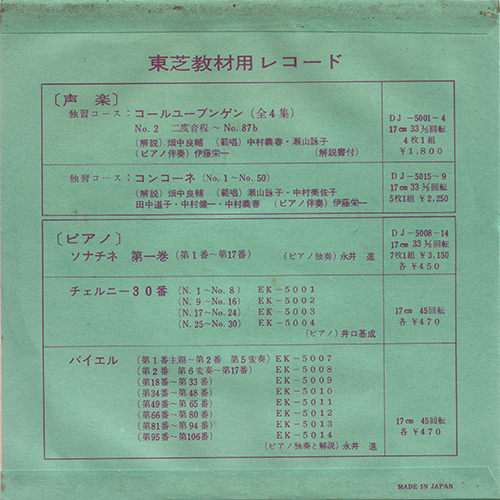 東芝教材用レコード
〔声 楽〕
独習コース：コールユーブンゲン（全4集）
No. 2 二度音程 ～ No. 87b
（解説）畑中良輔 （範唱）中村義春・瀬山詠子
（ピアノ伴奏）伊藤栄一 （解説書付）
DJ－5001～4
17cm 33⅓回転
4枚1組
￥1,800
独習コース：コンコーネ（No. 1～No. 50）
（解説）畑中良輔 （範唱）瀬山詠子・中村美佐子
田中道子・中村健一・中村義春 （ピアノ伴奏）伊藤栄一
DJ－5015～9
17cm 33⅓回転
5枚1組 ￥2,250
〔ピアノ〕
ソナチネ 第一巻（第1番～第17番） （ピアノ独奏）永井 進
DJ－5008～14
17cm 33⅓回転
7枚1組 ￥3,150
各￥450
チェルニー30番 （N. 1～No. 8） EK－5001
（N. 9～No. 16） EK－5002
（N. 17～No. 24） EK－5003
（N. 25～No. 30） EK－5004
（ピアノ）井口基成
17cm 45回転
各 ￥470
バイエル （第1番主題～第2番 第5変奏）EK－5007
（第2番 第6変奏～第17番） EK－5008
（第18番～第33番） EK－5009
（第34番～第48番） EK－5010
（第49番～第65番） EK－5011
（第66番～第80番） EK－5012
（第81番～第94番） EK－5013
（第95番～第106番） EK－5014
（ピアノ独奏と解説）永井 進
17cm 45回転
各￥470
MADE IN JAPAN